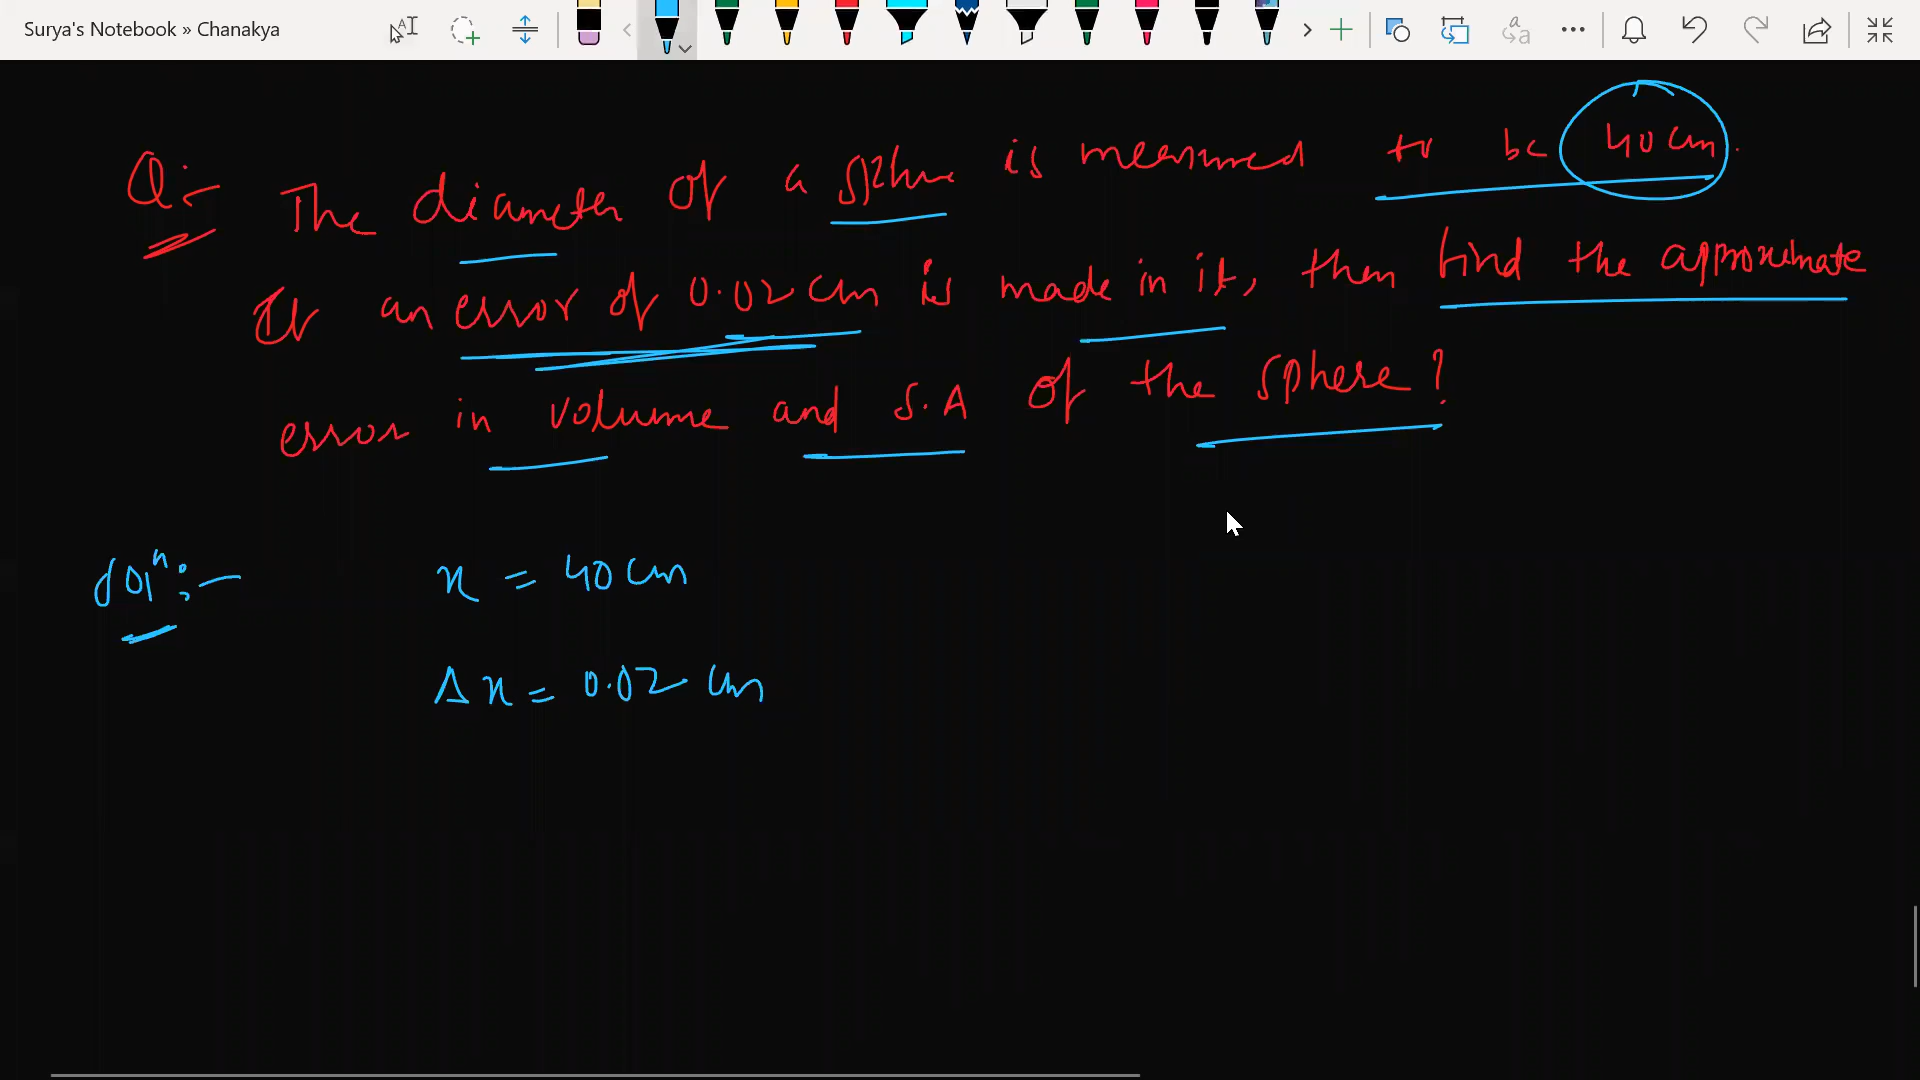 Surya's Notebook » Chanakya
Q:- The diameter of a sphere is measured to be 40 cm.
If an error of 0.02 cm is made in it, then find the approximate
error in volume and S.A of the sphere?
Solⁿ:-
x = 40 cm
Δx = 0.02 cm